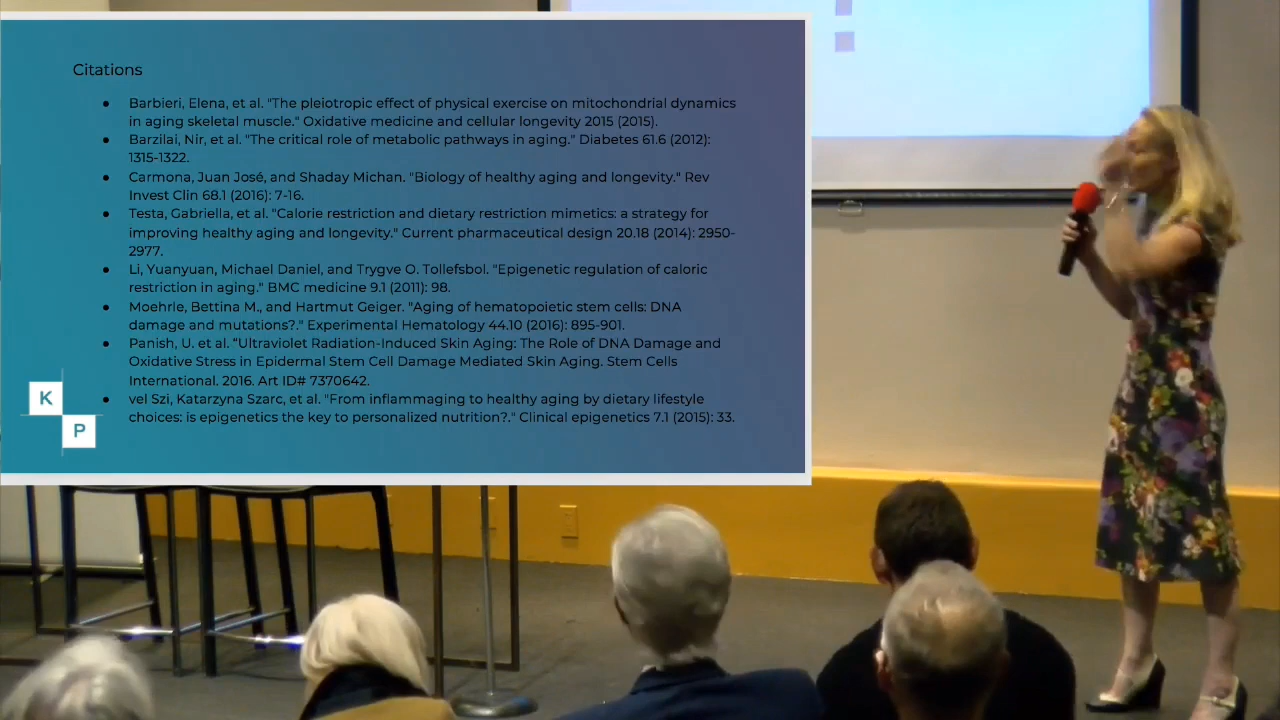 Citations
● Barbieri, Elena, et al. "The pleiotropic effect of physical exercise on mitochondrial dynamics
in aging skeletal muscle." Oxidative medicine and cellular longevity 2015 (2015).
● Barzilai, Nir, et al. "The critical role of metabolic pathways in aging." Diabetes 61.6 (2012):
1315-1322.
● Carmona, Juan José, and Shaday Michan. "Biology of healthy aging and longevity." Rev
Invest Clin 68.1 (2016): 7-16.
● Testa, Gabriella, et al. "Calorie restriction and dietary restriction mimetics: a strategy for
improving healthy aging and longevity." Current pharmaceutical design 20.18 (2014): 2950-
2977.
● Li, Yuanyuan, Michael Daniel, and Trygve O. Tollefsbol. "Epigenetic regulation of caloric
restriction in aging." BMC medicine 9.1 (2011): 98.
● Moehrle, Bettina M., and Hartmut Geiger. "Aging of hematopoietic stem cells: DNA
damage and mutations?." Experimental Hematology 44.10 (2016): 895-901.
● Panish, U. et al. "Ultraviolet Radiation-Induced Skin Aging: The Role of DNA Damage and
Oxidative Stress in Epidermal Stem Cell Damage Mediated Skin Aging. Stem Cells
International. 2016. Art ID# 7370642.
● vel Szi, Katarzyna Szarc, et al. "From inflammaging to healthy aging by dietary lifestyle
choices: is epigenetics the key to personalized nutrition?." Clinical epigenetics 7.1 (2015): 33.
K
P